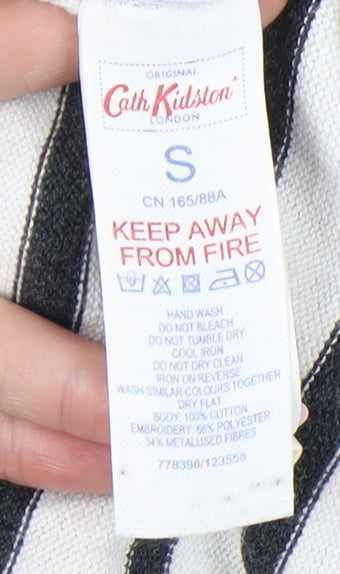 ORIGINAL
Cath Kidston
LONDON
S
CN 165/88A
KEEP AWAY
FROM FIRE
HAND WASH
DO NOT BLEACH
DO NOT TUMBLE DRY
COOL IRON
DO NOT DRY CLEAN
IRON ON REVERSE
WASH SIMILAR COLOURS TOGETHER
DRY FLAT
BODY: 100% COTTON
EMBROIDERY: 66% POLYESTER
34% METALLISED FIBRES
778398/123556